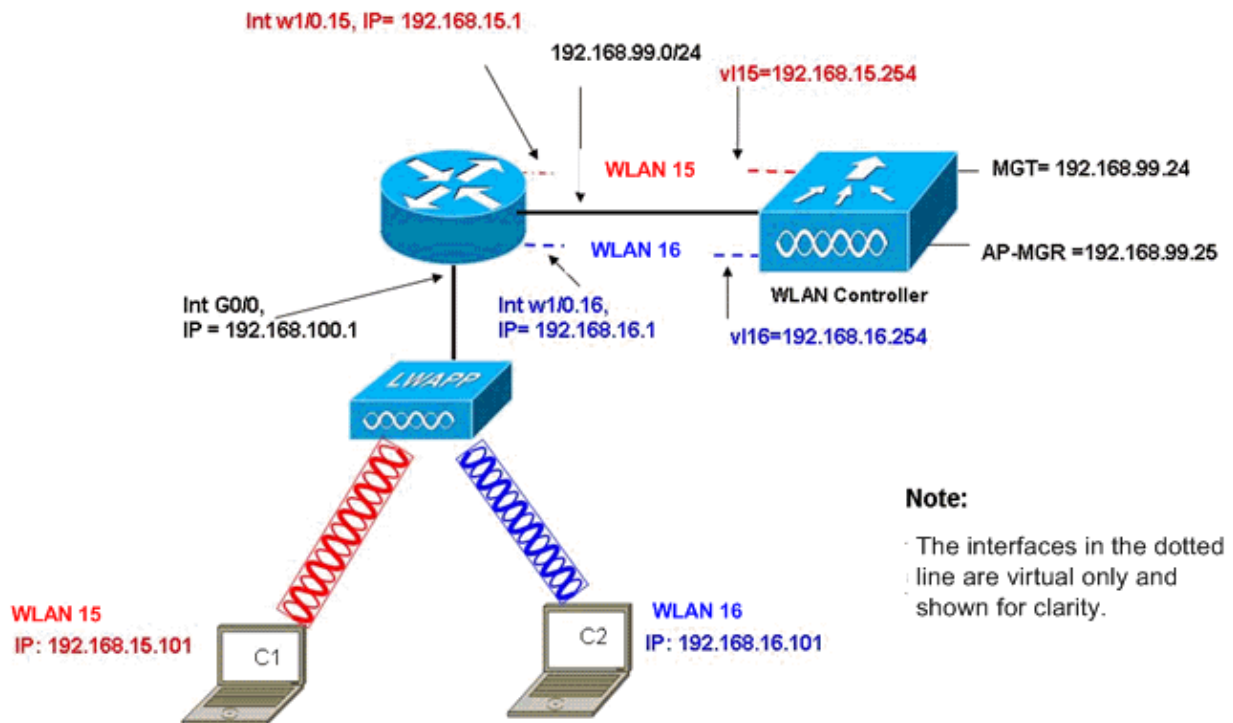 Int w1/0.15, IP= 192.168.15.1
192.168.99.0/24
vl15=192.168.15.254
WLAN 15
MGT= 192.168.99.24
WLAN 16
AP-MGR =192.168.99.25
WLAN Controller
Int G0/0,
IP = 192.168.100.1
Int w1/0.16,
IP= 192.168.16.1
vl16=192.168.16.254
LWAPP
Note:
The interfaces in the dotted
line are virtual only and
shown for clarity.
WLAN 15
IP: 192.168.15.101
C1
WLAN 16
IP: 192.168.16.101
C2